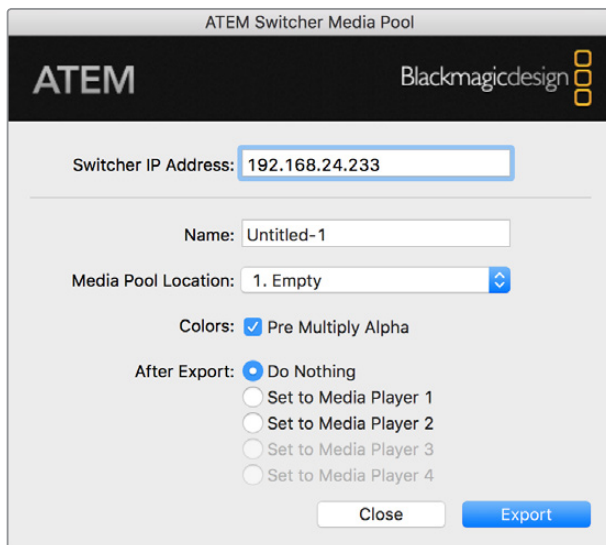 ATEM Switcher Media Pool
ATEM
Blackmagicdesign
Switcher IP Address: 192.168.24.233
Name: Untitled-1
Media Pool Location: 1. Empty
Colors: Pre Multiply Alpha
After Export: Do Nothing
Set to Media Player 1
Set to Media Player 2
Set to Media Player 3
Set to Media Player 4
Close Export